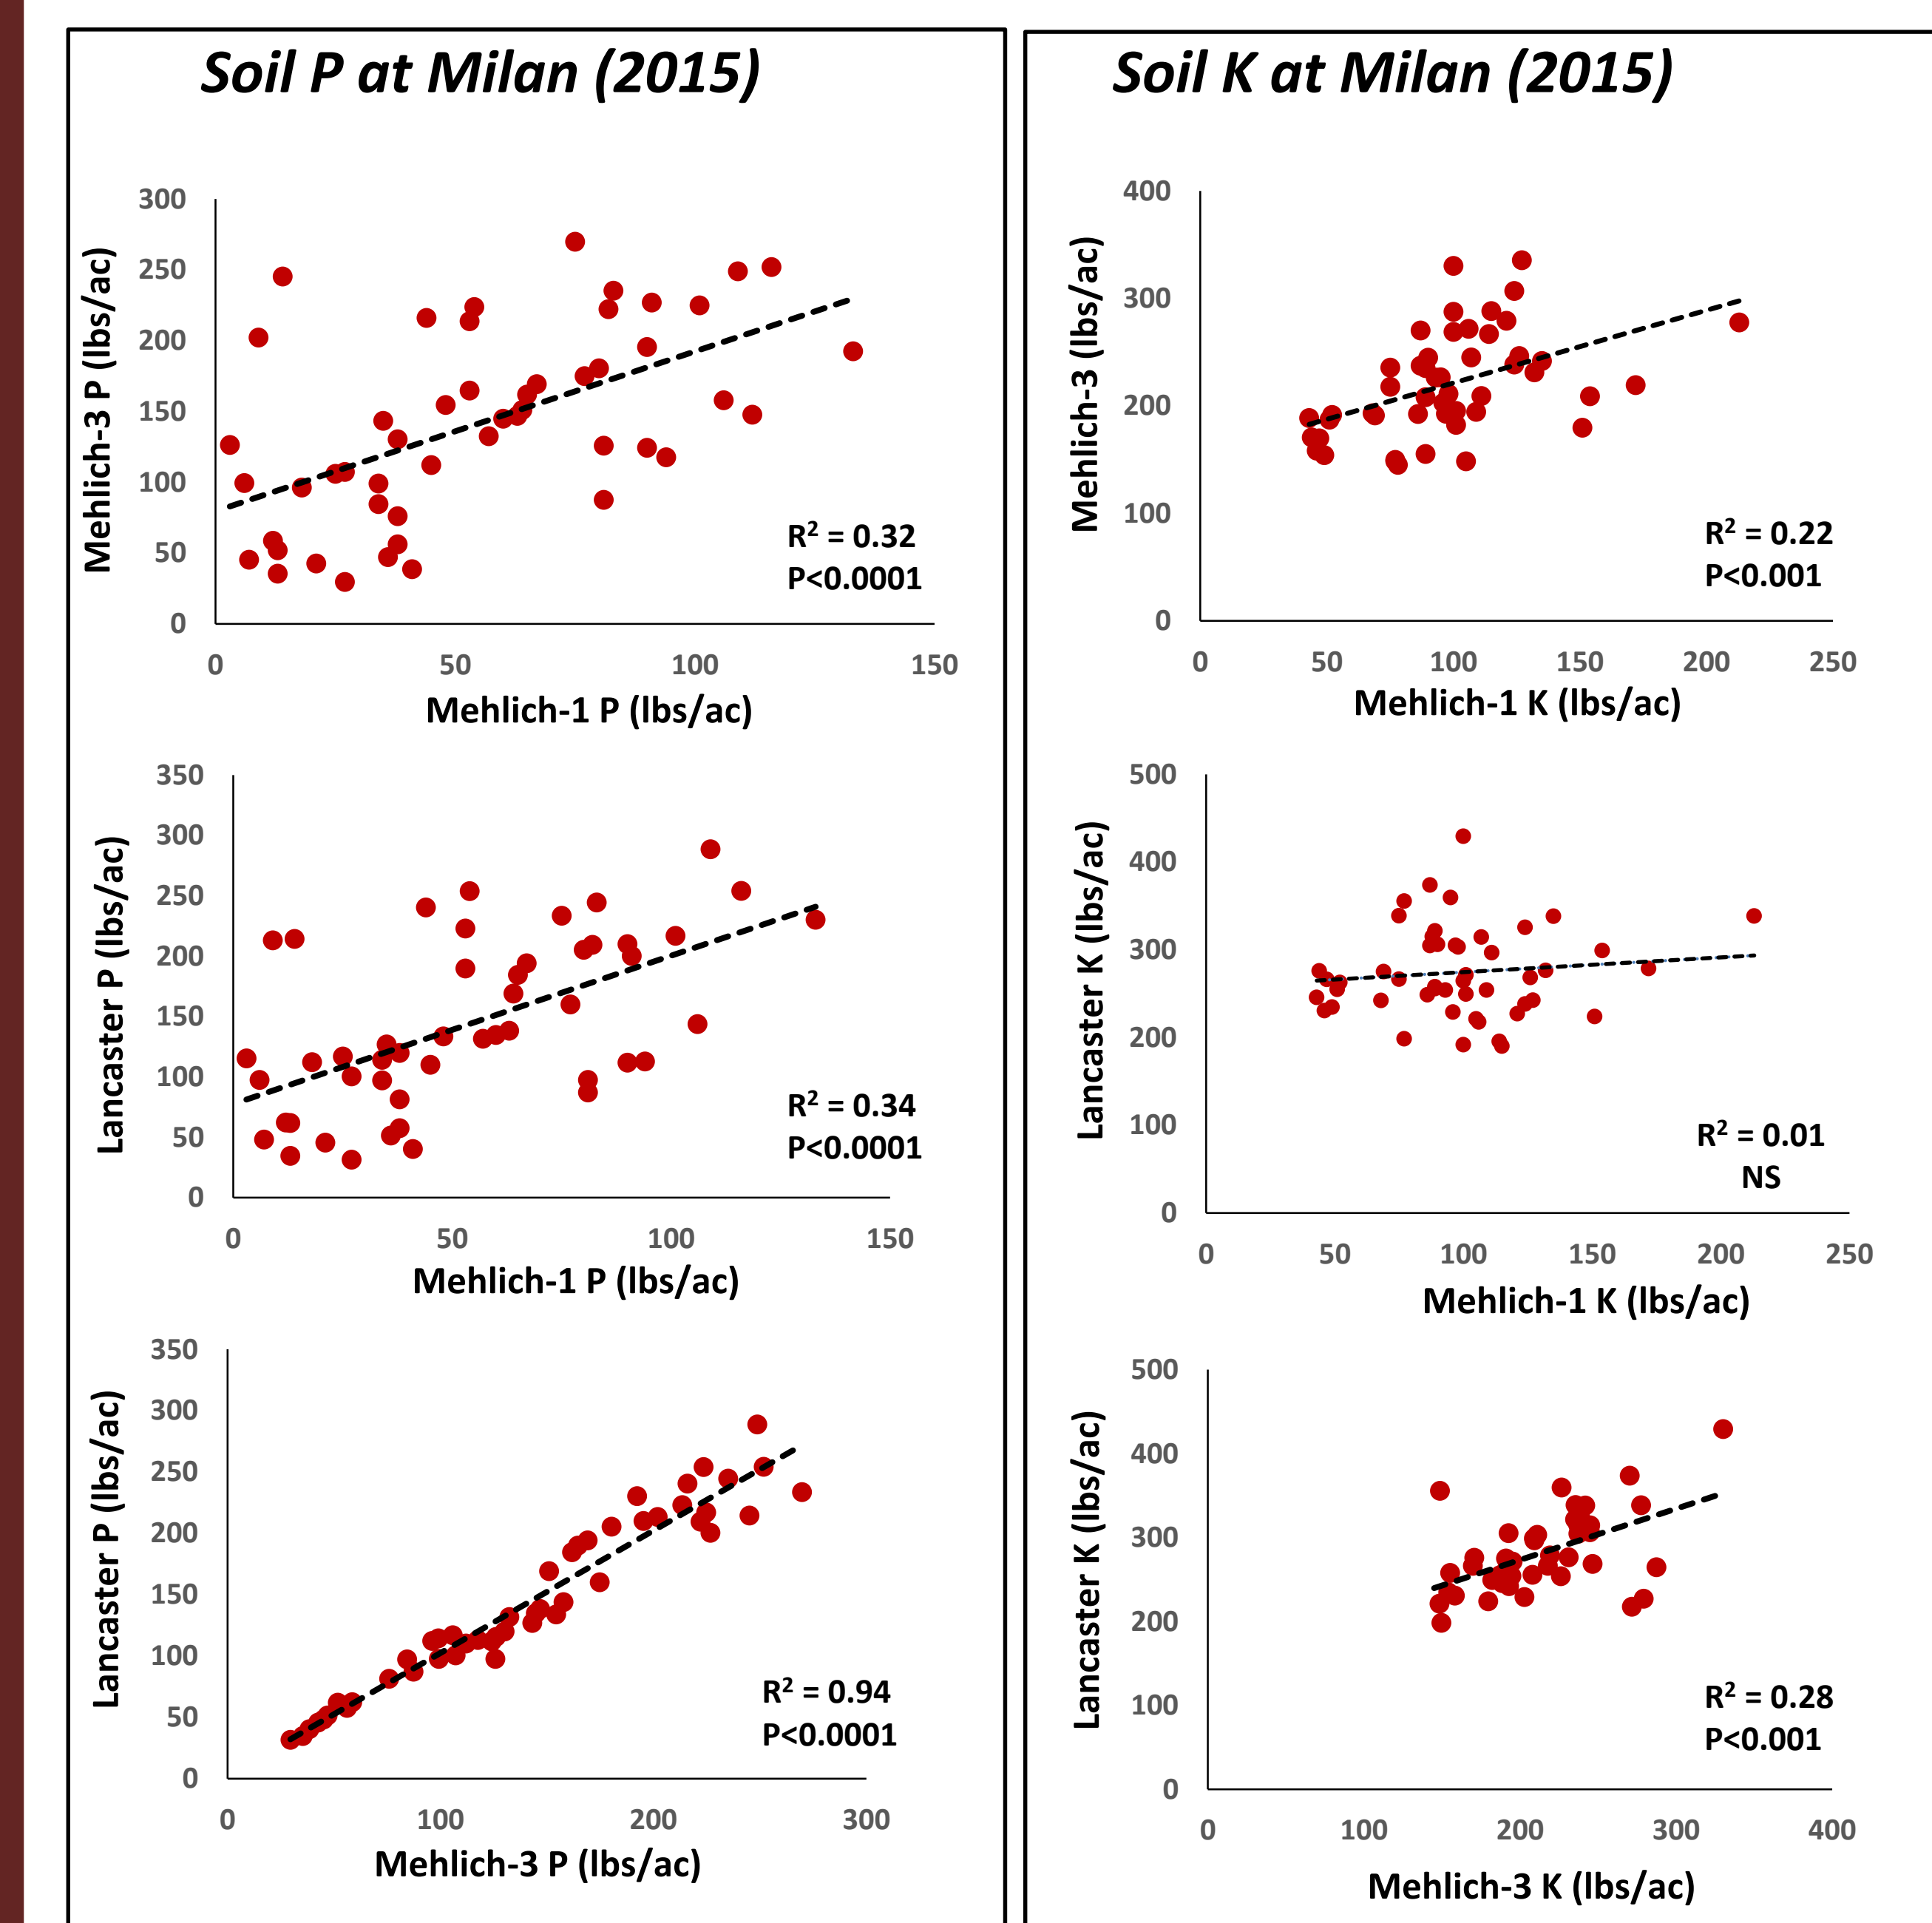 Soil P at Milan (2015)
Mehlich-3 P (lbs/ac)
300
250
200
150
100
50
0
R² = 0.32
P<0.0001
0 50 100 150
Mehlich-1 P (lbs/ac)
Lancaster P (lbs/ac)
350
300
250
200
150
100
50
0
R² = 0.34
P<0.0001
0 50 100 150
Mehlich-1 P (lbs/ac)
Lancaster P (lbs/ac)
350
300
250
200
150
100
50
0
R² = 0.94
P<0.0001
0 100 200 300
Mehlich-3 P (lbs/ac)
Soil K at Milan (2015)
Mehlich-3 (lbs/ac)
400
300
200
100
0
R² = 0.22
P<0.001
0 50 100 150 200 250
Mehlich-1 K (lbs/ac)
Lancaster K (lbs/ac)
500
400
300
200
100
0
R² = 0.01
NS
0 50 100 150 200 250
Mehlich-1 K (lbs/ac)
Lancaster K (lbs/ac)
500
400
300
200
100
0
R² = 0.28
P<0.001
0 100 200 300 400
Mehlich-3 K (lbs/ac)